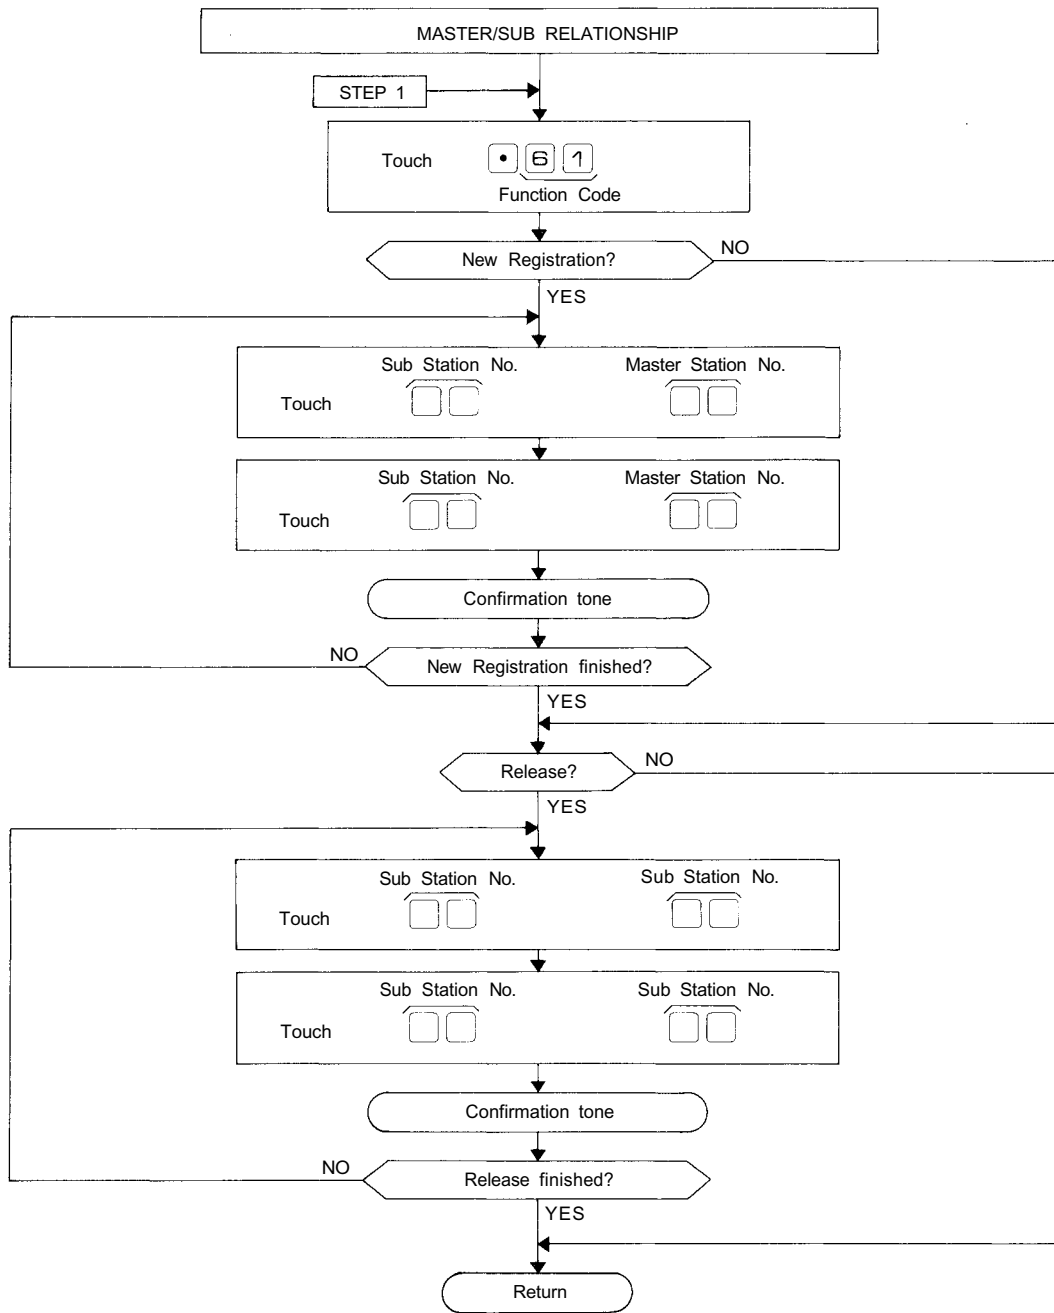 MASTER/SUB RELATIONSHIP
STEP 1
Touch • 6 1
Function Code
New Registration? NO
YES
Sub Station No. Master Station No.
Touch
Sub Station No. Master Station No.
Touch
Confirmation tone
NO New Registration finished?
YES
Release? NO
YES
Sub Station No. Sub Station No.
Touch
Sub Station No. Sub Station No.
Touch
Confirmation tone
NO Release finished?
YES
Return